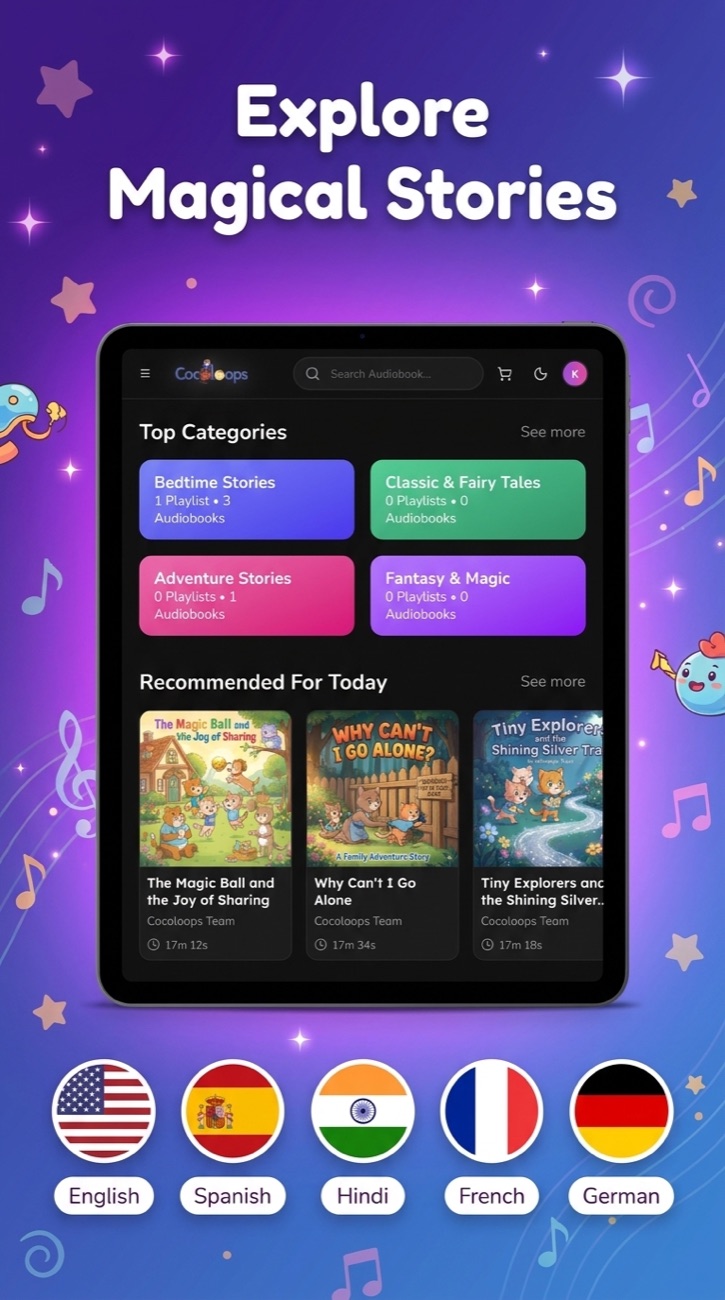 Explore
Magical Stories
Cocoloops
Search Audiobook...
K
Top Categories
See more
Bedtime Stories
1 Playlist • 3
Audiobooks
Classic & Fairy Tales
0 Playlists • 0
Audiobooks
Adventure Stories
0 Playlists • 1
Audiobooks
Fantasy & Magic
0 Playlists • 0
Audiobooks
Recommended For Today
See more
The Magic Ball and
the Joy of Sharing
The Magic Ball and
the Joy of Sharing
Cocoloops Team
17m 12s
WHY CAN'T
I GO ALONE?
A Family Adventure Story
Why Can't I Go
Alone
Cocoloops Team
17m 34s
Tiny Explorers
and the
Shining Silver Tra
Tiny Explorers and
the Shining Silver..
Cocoloops Team
17m 18s
English
Spanish
Hindi
French
German